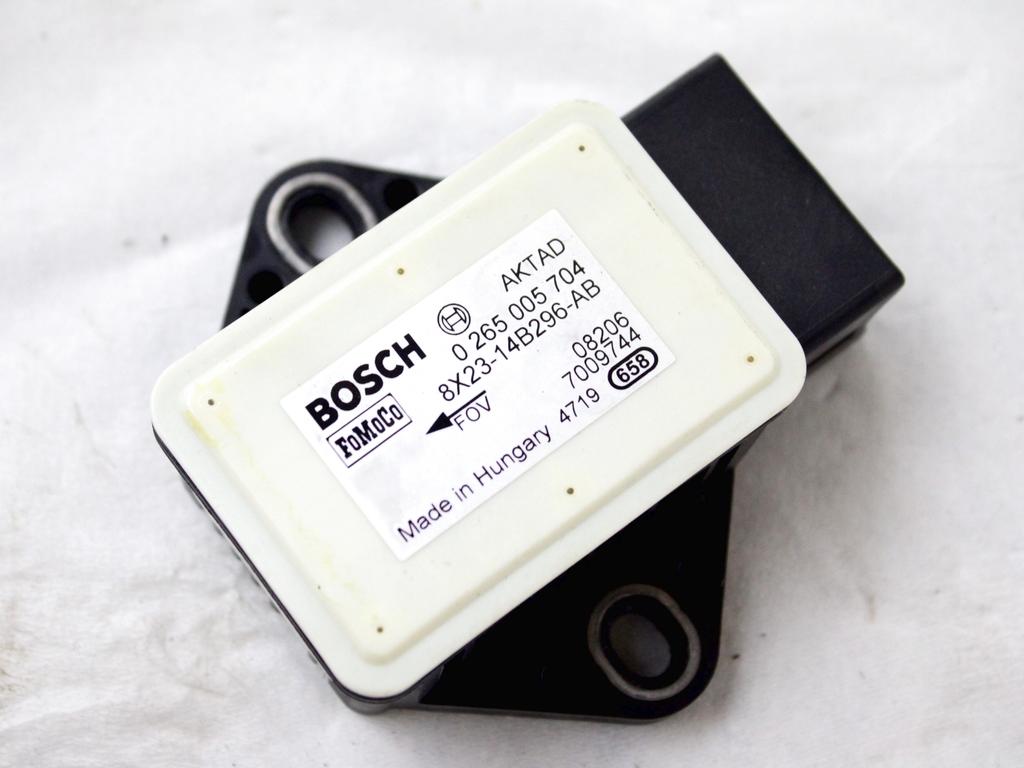 AKTAD
BOSCH
0 265 005 704
FoMoCo
8X23-14B296-AB
FOV
08206
7009744
Made in Hungary 4719 658